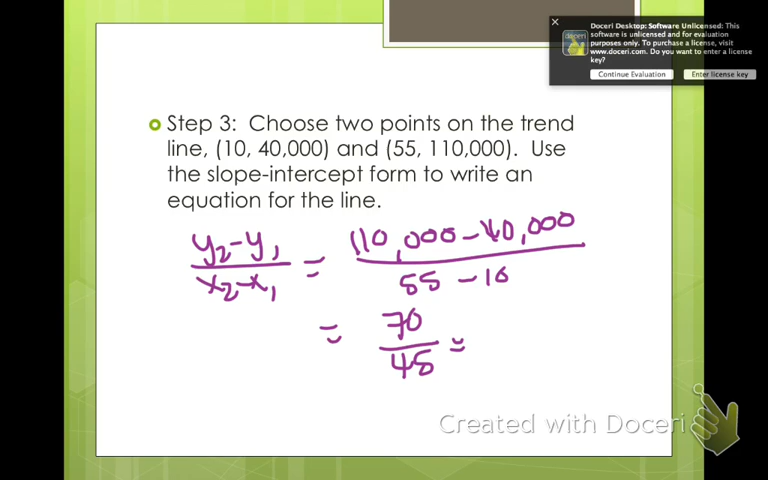 Doceri Desktop: Software Unlicensed: This
software is unlicensed and for evaluation
purposes only. To purchase a license, visit
www.doceri.com. Do you want to enter a license
key?
Continue Evaluation Enter license key
doceri
Step 3: Choose two points on the trend
line, (10, 40,000) and (55, 110,000). Use
the slope-intercept form to write an
equation for the line.
y₂-y₁ = 110,000-40,000
x₂-x₁ 55-10
= 70 =
45
Created with Doceri